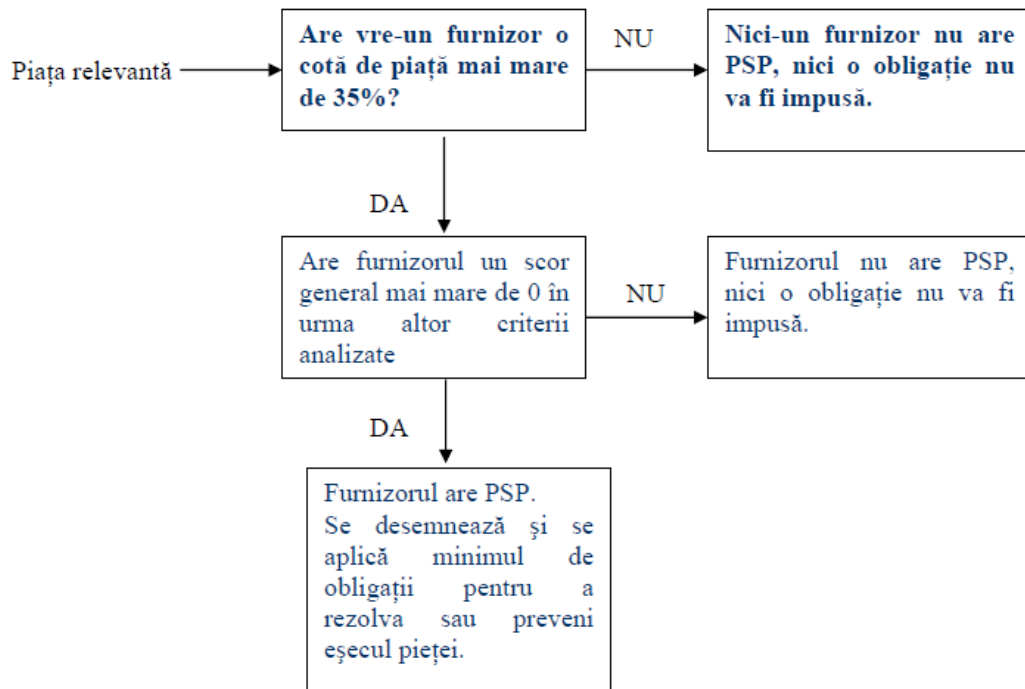 Piața relevantă
Are vre-un furnizor o
cotă de piață mai mare
de 35%?
NU
Nici-un furnizor nu are
PSP, nici o obligație nu
va fi impusă.
DA
Are furnizorul un scor
general mai mare de 0 în
urma altor criterii
analizate
NU
Furnizorul nu are PSP,
nici o obligație nu va fi
impusă.
DA
Furnizorul are PSP.
Se desemnează şi se
aplică minimul de
obligații pentru a
rezolva sau preveni
eşecul pieței.